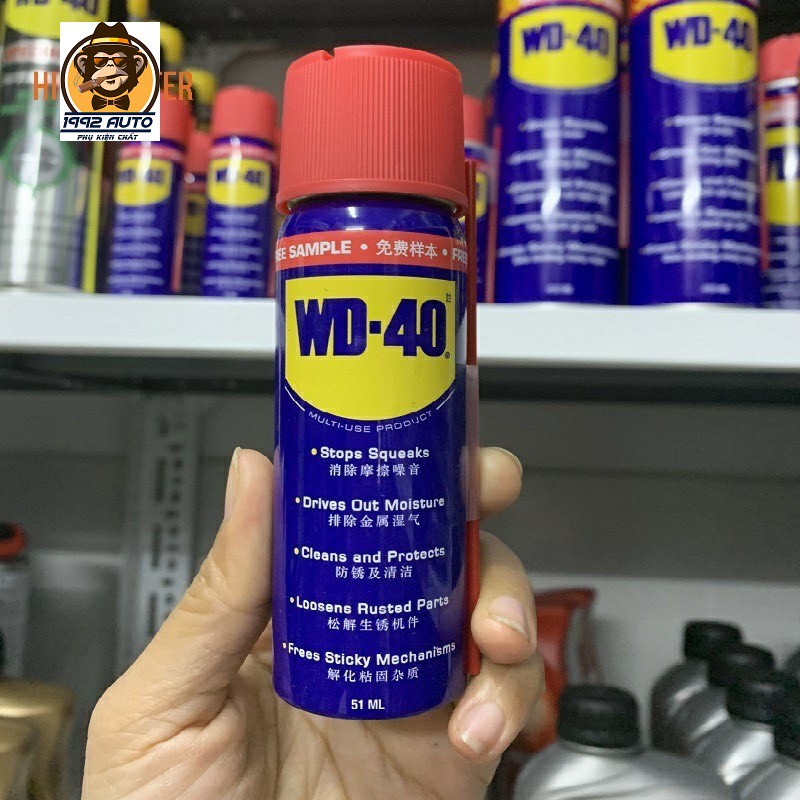 1992 AUTO
PHỤ KIỆN CHẤT
WD-40
WD-40
WD-40
WD-40
FREE SAMPLE • 免费样本 • FREE
WD-40
MULTI-USE PRODUCT
• Stops Squeaks
消除摩擦噪音
• Drives Out Moisture
排除金属湿气
• Cleans and Protects
防锈及清洁
• Loosens Rusted Parts
松解生锈机件
• Frees Sticky Mechanisms
解化粘固杂质
51 ML